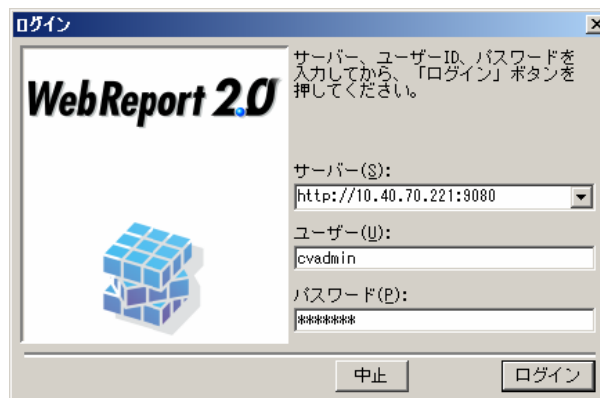 ログイン
WebReport 2.0
サーバー、ユーザーID、パスワードを
入力してから、「ログイン」ボタンを
押してください。
サーバー(S):
http://10.40.70.221:9080
ユーザー(U):
cvadmin
パスワード(P):
*******
中止
ログイン